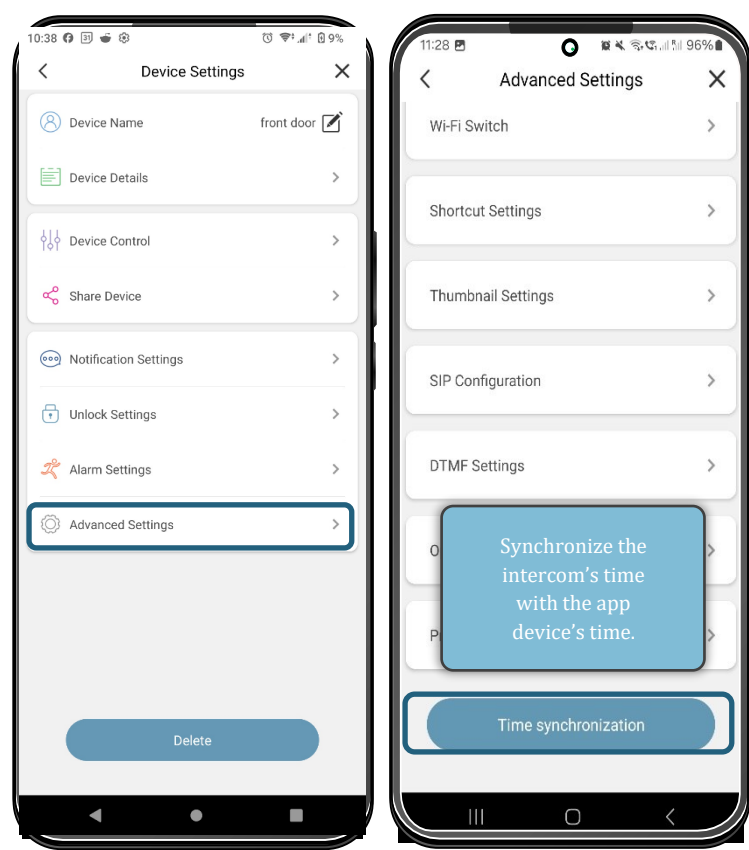 10:38
31
9%
Device Settings
Device Name
front door
Device Details
Device Control
Share Device
Notification Settings
Unlock Settings
Alarm Settings
Advanced Settings
Delete
11:28
96%
Advanced Settings
Wi-Fi Switch
Shortcut Settings
Thumbnail Settings
SIP Configuration
DTMF Settings
Synchronize the
intercom’s time
with the app
device’s time.
Time synchronization